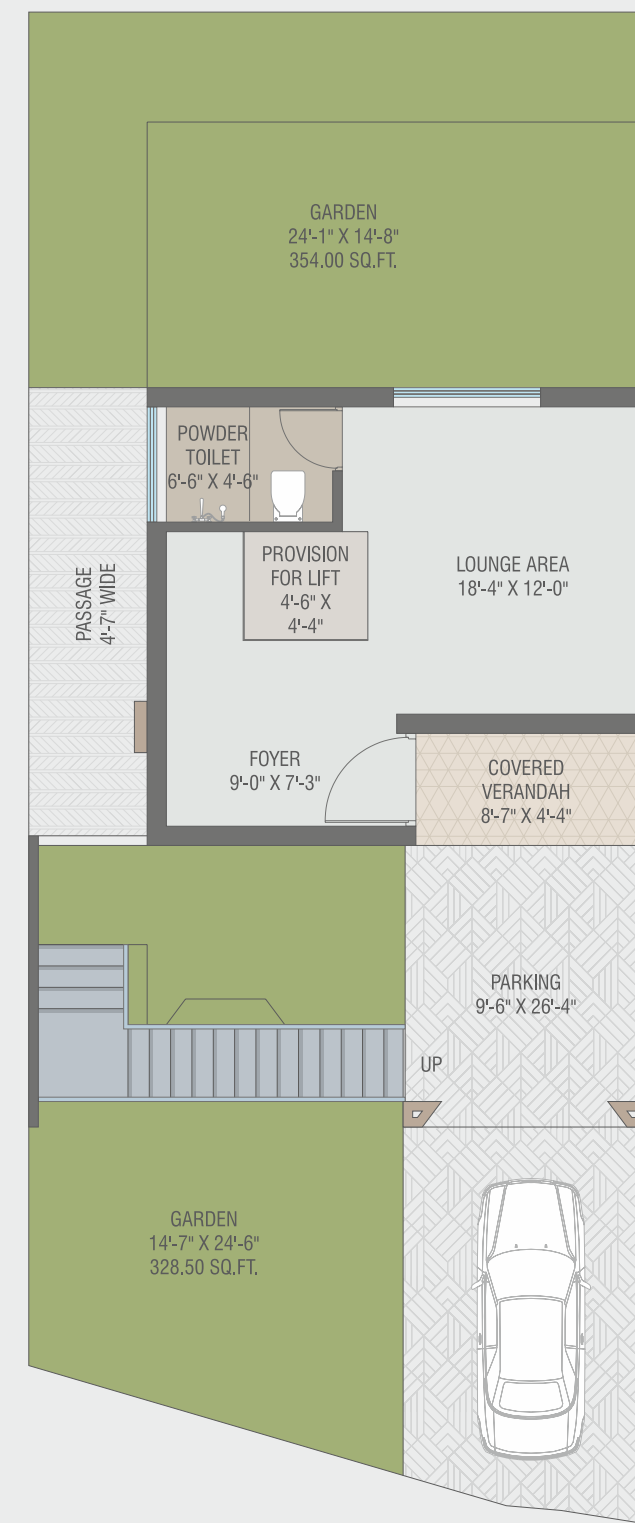 GARDEN
24'-1" X 14'-8"
354.00 SQ.FT.
POWDER
TOILET
6'-6" X 4'-6"
PROVISION
FOR LIFT
4'-6" X
4'-4"
LOUNGE AREA
18'-4" X 12'-0"
PASSAGE
4'-7" WIDE
FOYER
9'-0" X 7'-3"
COVERED
VERANDAH
8'-7" X 4'-4"
PARKING
9'-6" X 26'-4"
UP
GARDEN
14'-7" X 24'-6"
328.50 SQ.FT.